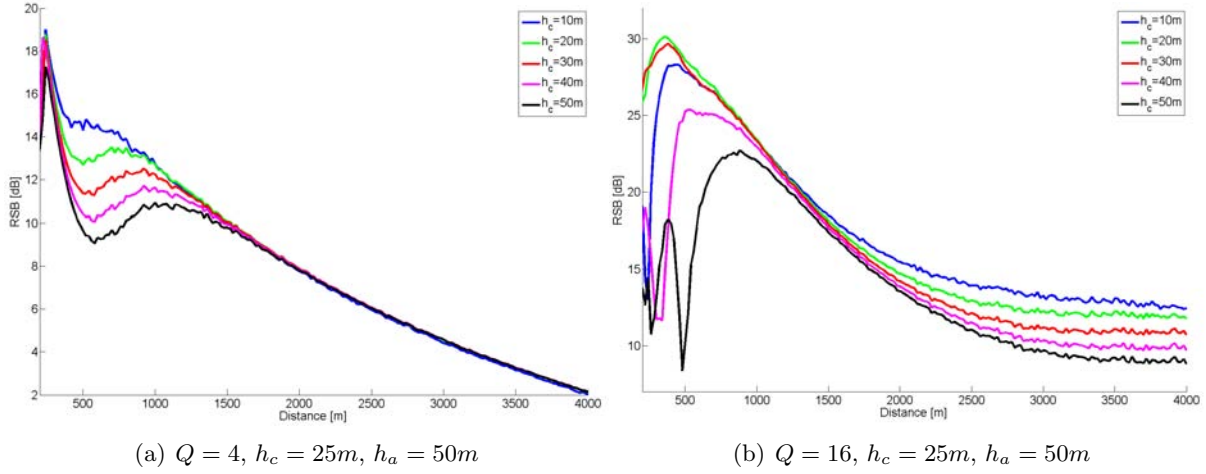 20
18
16
14
12
10
8
6
4
2
RSB [dB]
500 1000 1500 2000 2500 3000 3500 4000
Distance [m]
h_c=10m
h_c=20m
h_c=30m
h_c=40m
h_c=50m
30
25
20
15
10
RSB [dB]
500 1000 1500 2000 2500 3000 3500 4000
Distance [m]
h_c=10m
h_c=20m
h_c=30m
h_c=40m
h_c=50m
(a) Q = 4, h_c = 25m, h_a = 50m
(b) Q = 16, h_c = 25m, h_a = 50m